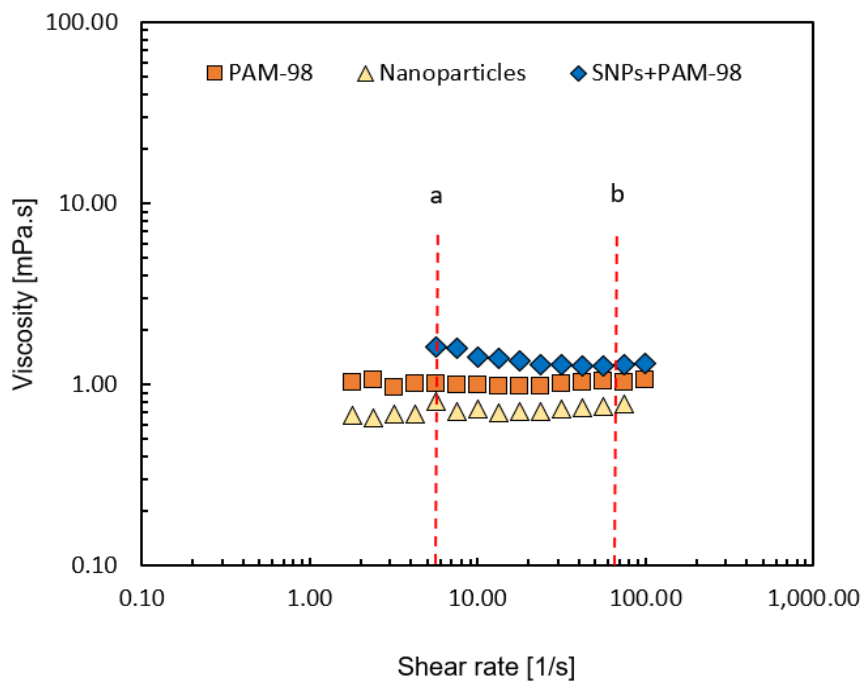 100.00
PAM-98 Nanoparticles SNPs+PAM-98
10.00
a b
Viscosity [mPa.s]
1.00
0.10
0.10 1.00 10.00 100.00 1,000.00
Shear rate [1/s]